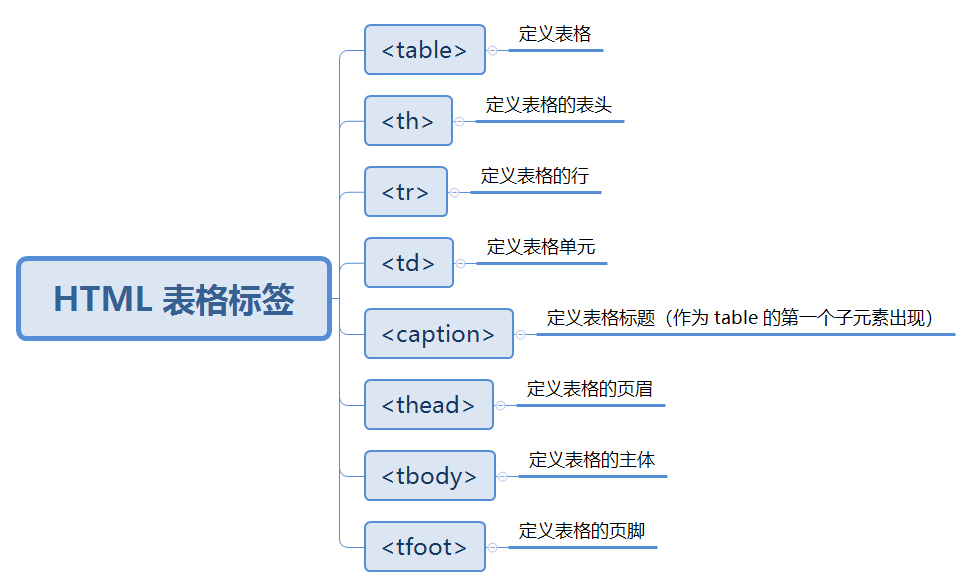 HTML 表格标签
<table>
定义表格
<th>
定义表格的表头
<tr>
定义表格的行
<td>
定义表格单元
<caption>
定义表格标题（作为 table 的第一个子元素出现）
<thead>
定义表格的页眉
<tbody>
定义表格的主体
<tfoot>
定义表格的页脚